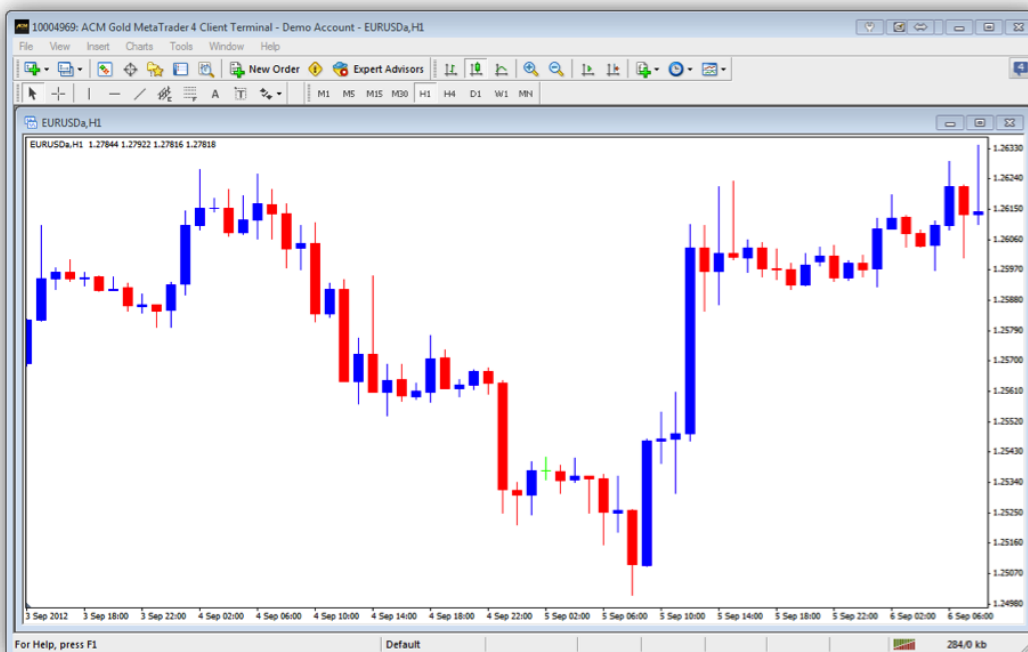 ACM 10004969: ACM Gold MetaTrader 4 Client Terminal - Demo Account - EURUSDa,H1
File View Insert Charts Tools Window Help
New Order Expert Advisors 4
A T M1 M5 M15 M30 H1 H4 D1 W1 MN
EURUSDa,H1
EURUSDa,H1 1.27844 1.27922 1.27816 1.27818
1.26330
1.26240
1.26150
1.26060
1.25970
1.25880
1.25790
1.25700
1.25610
1.25520
1.25430
1.25340
1.25250
1.25160
1.25070
1.24980
3 Sep 2012 3 Sep 18:00 3 Sep 22:00 4 Sep 02:00 4 Sep 06:00 4 Sep 10:00 4 Sep 14:00 4 Sep 18:00 4 Sep 22:00 5 Sep 02:00 5 Sep 06:00 5 Sep 10:00 5 Sep 14:00 5 Sep 18:00 5 Sep 22:00 6 Sep 02:00 6 Sep 06:00
For Help, press F1 Default 284/0 kb